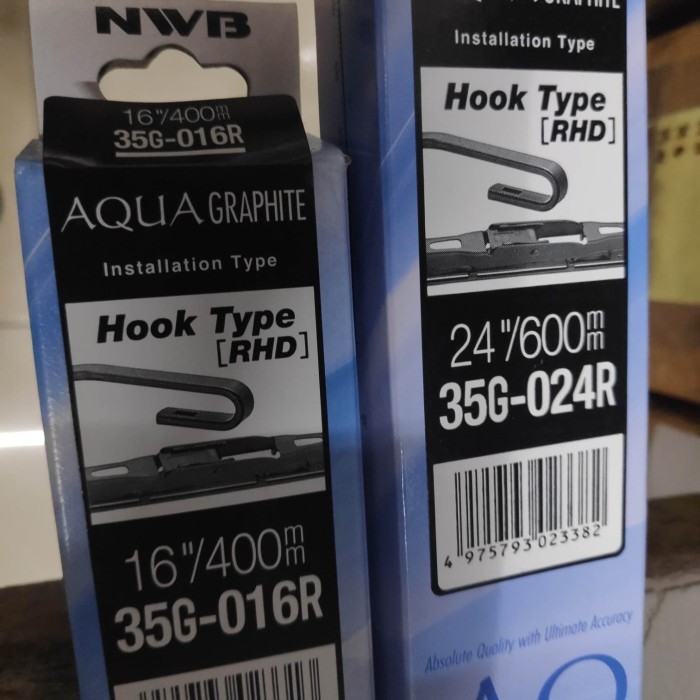 NWB
16"/400mm
35G-016R
AQUA GRAPHITE
Installation Type
Hook Type
[RHD]
16"/400mm
35G-016R
GRAPHITE
Installation Type
Hook Type
[RHD]
24"/600mm
35G-024R
4 975793 023382
Absolute Quality with Ultimate Accuracy
AQ